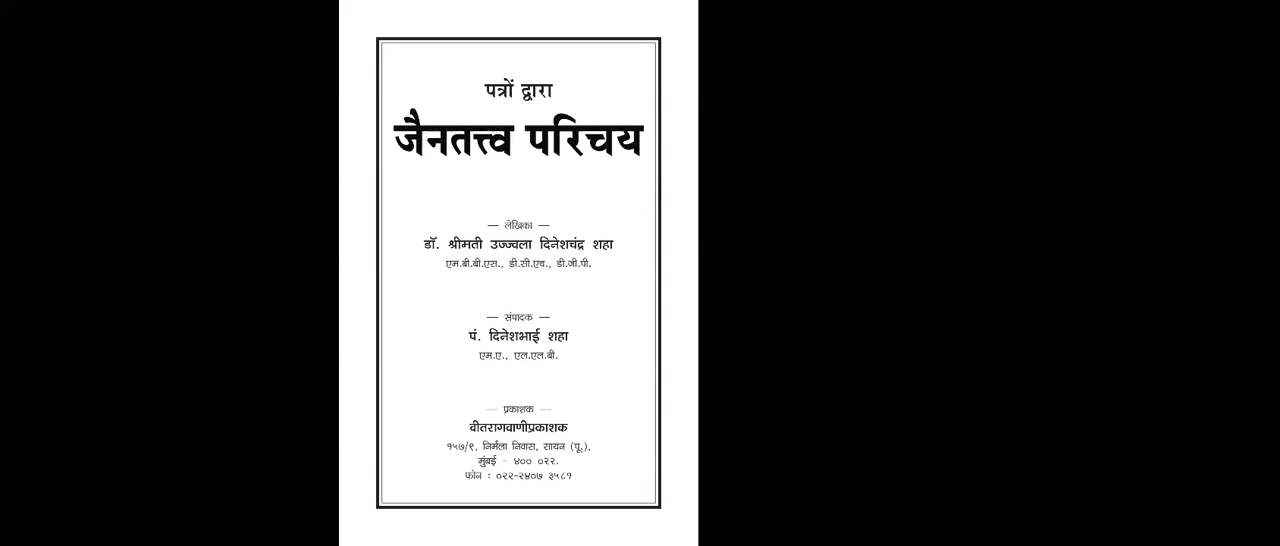 पत्रों द्वारा
जैनतत्त्व परिचय
— लेखिका —
डॉ. श्रीमती उज्ज्वला दिनेशचंद्र शहा
एम.बी.बी.एस., डी.सी.एच., डी.जी.पी.
— संपादक —
पं. दिनेशभाई शहा
एम.ए., एल.एल.बी.
— प्रकाशक —
वीतरागवाणीप्रकाशक
१५७/९, निर्मला निवास, सायन (पू.),
मुंबई – ४०० ०२२.
फोन : ०२२-२४०७ ३५८१